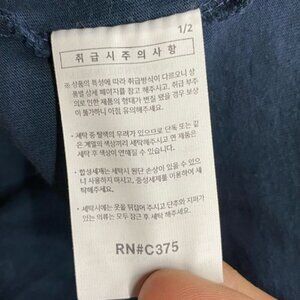 1/2
취급시주의사항
※ 상품의 특성에 따라 취급방식이 다르오니 상
품별 상세 페이지를 참고 해주시고, 취급 부주
의로 인한 제품의 형태가 변질 됐을 경우 보상
이 불가하니 이점 유의해주세요.
• 세탁 중 탈색의 우려가 있으므로 단독 또는 같
은 계열의 색상끼리 세탁해주시고 면 제품은
세탁 후 색상이 연해질 수 있습니다.
• 합성세제는 세탁시 원단 손상이 있을 수 있으
니 사용하지 마시고, 중성세제를 이용하여 세
탁해주세요.
• 세탁시에는 옷을 뒤집어 주시고 단추와 지퍼가
있는 의류는 모두 잠근 후 세탁 해주세요.
RN#C375